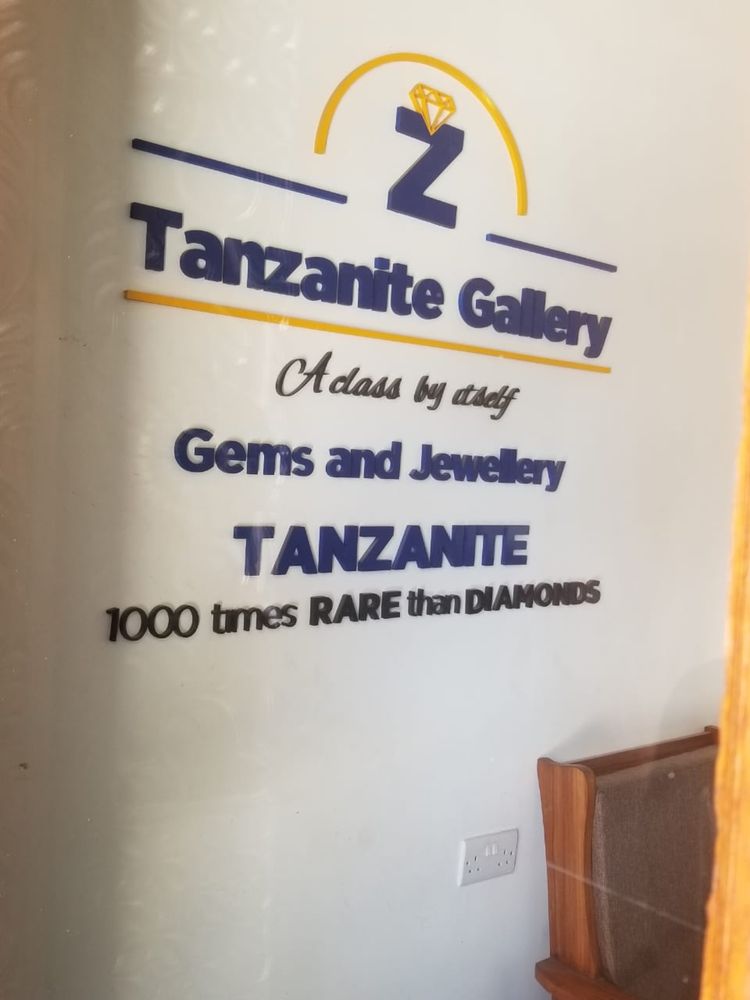 Z
Tanzanite Gallery
A class by itself
Gems and Jewellery
TANZANITE
1000 times RARE than DIAMONDS